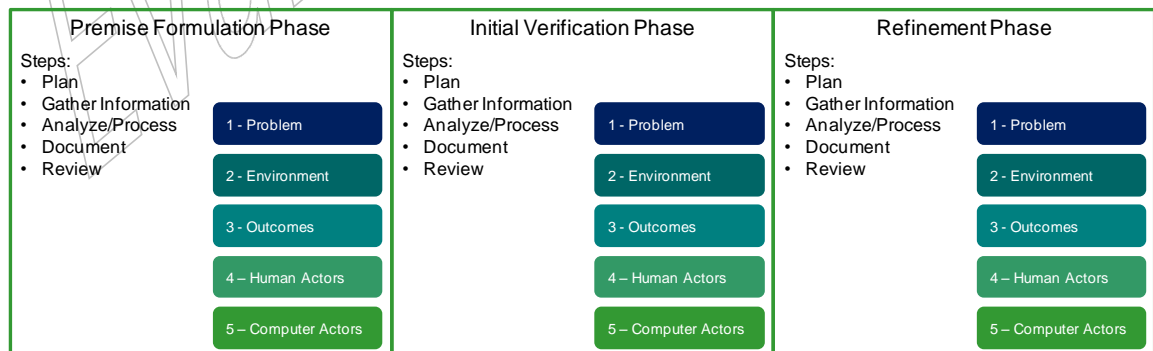 Premise Formulation Phase
Steps:
• Plan
• Gather Information
• Analyze/Process
• Document
• Review
1 - Problem
2 - Environment
3 - Outcomes
4 – Human Actors
5 – Computer Actors
Initial Verification Phase
Steps:
• Plan
• Gather Information
• Analyze/Process
• Document
• Review
1 - Problem
2 - Environment
3 - Outcomes
4 – Human Actors
5 – Computer Actors
Refinement Phase
Steps:
• Plan
• Gather Information
• Analyze/Process
• Document
• Review
1 - Problem
2 - Environment
3 - Outcomes
4 – Human Actors
5 – Computer Actors